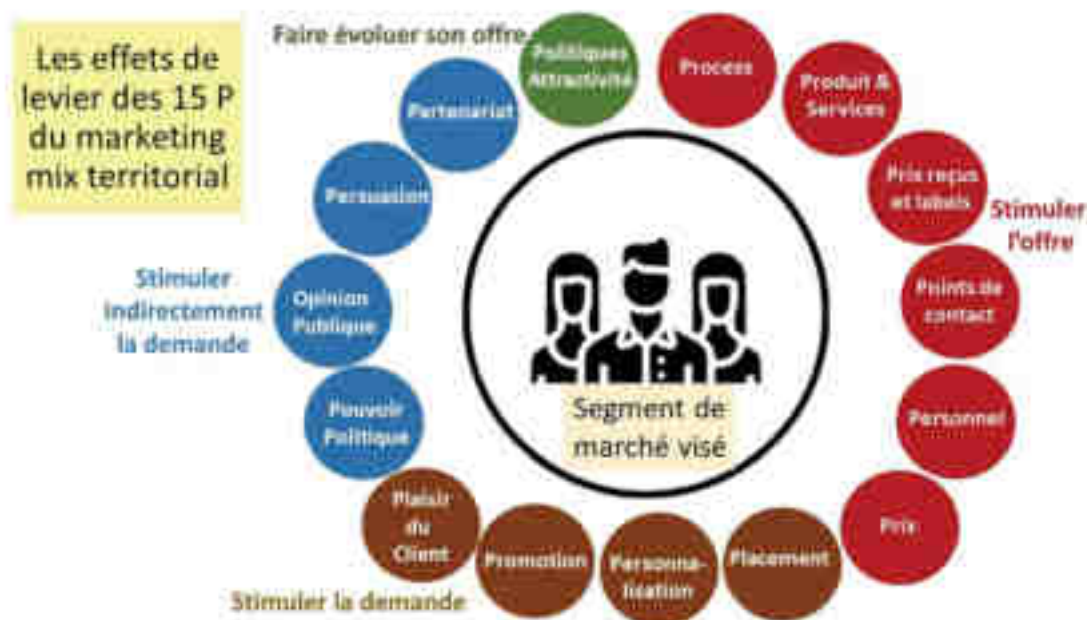 Les effets de
levier des 15 P
du marketing
mix territorial
Faire évoluer son offre
Politiques
Attractivité
Process
Produit &
Services
Prix reçus
et labels
Stimuler
l'offre
Points de
contact
Personnel
Prix
Placement
Personna-
lisation
Promotion
Plaisir
du
Client
Stimuler la demande
Pouvoir
Politique
Opinion
Publique
Stimuler
indirectement
la demande
Persuasion
Partenariat
Segment de
marché visé